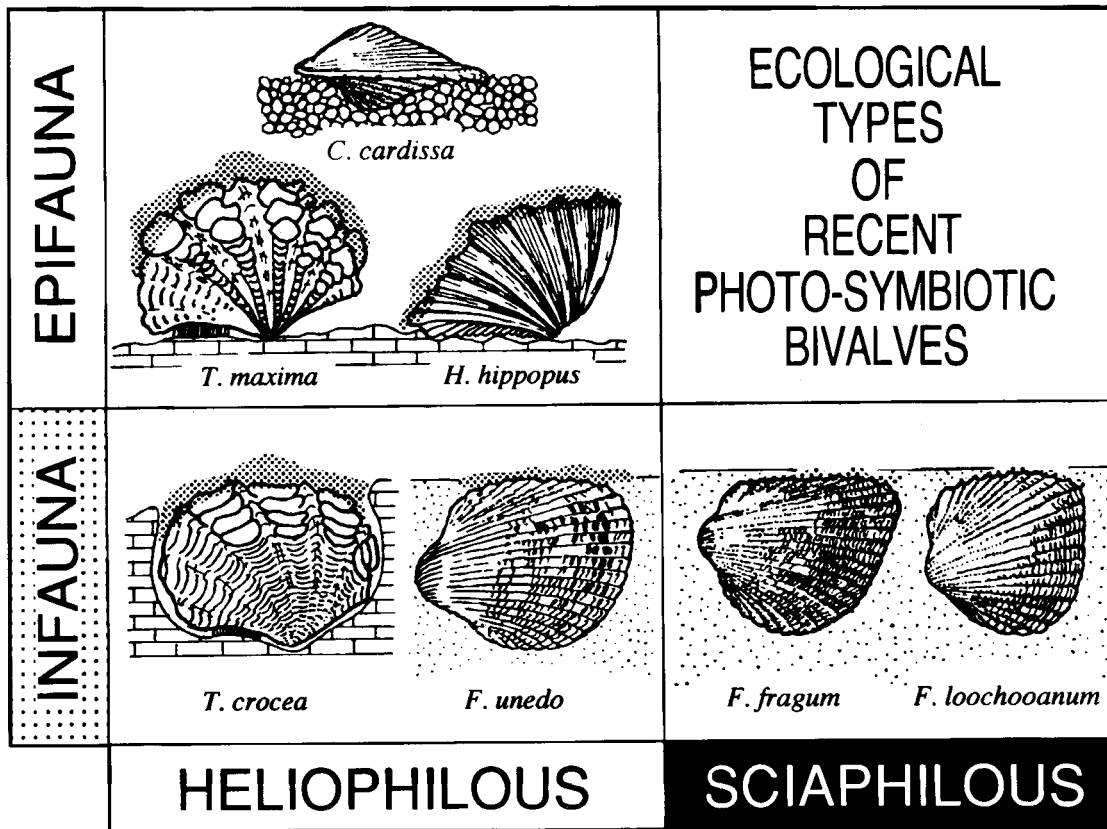 EPIFAUNA
C. cardissa
T. maxima
H. hippopus
ECOLOGICAL
TYPES
OF
RECENT
PHOTO-SYMBIOTIC
BIVALVES
INFAUNA
T. crocea
F. unedo
F. fragum
F. loochooanum
HELIOPHILOUS
SCIAPHILOUS